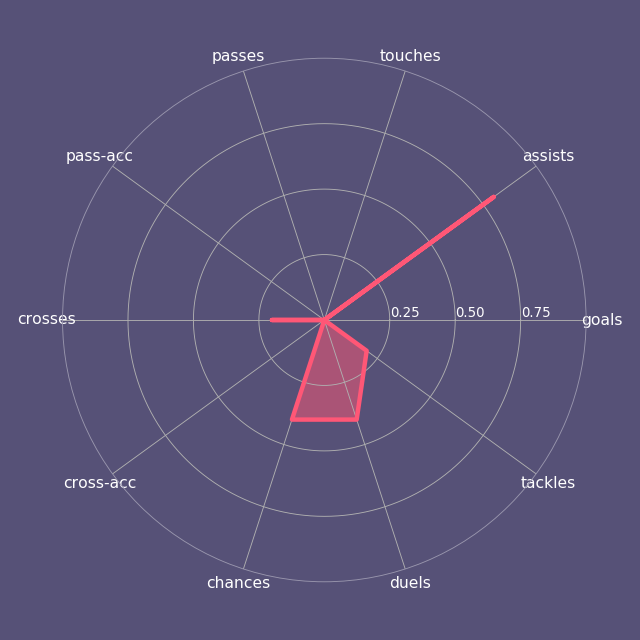 passes
touches
pass-acc
assists
crosses
0.25
0.50
0.75
goals
cross-acc
tackles
chances
duels